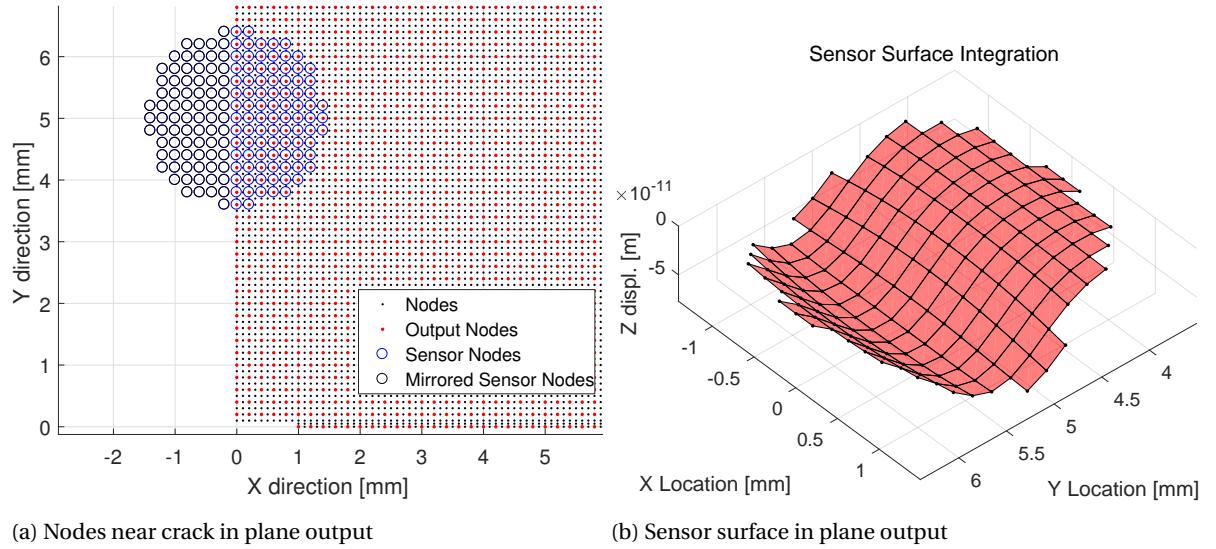 6
5
4
3
2
1
0
Y direction [mm]
-2
-1
0
1
2
3
4
5
X direction [mm]
Nodes
Output Nodes
Sensor Nodes
Mirrored Sensor Nodes
Sensor Surface Integration
× 10-11
0
-5
Z displ. [m]
-1
-0.5
0
0.5
1
X Location [mm]
4
4.5
5
5.5
6
Y Location [mm]
(a) Nodes near crack in plane output
(b) Sensor surface in plane output